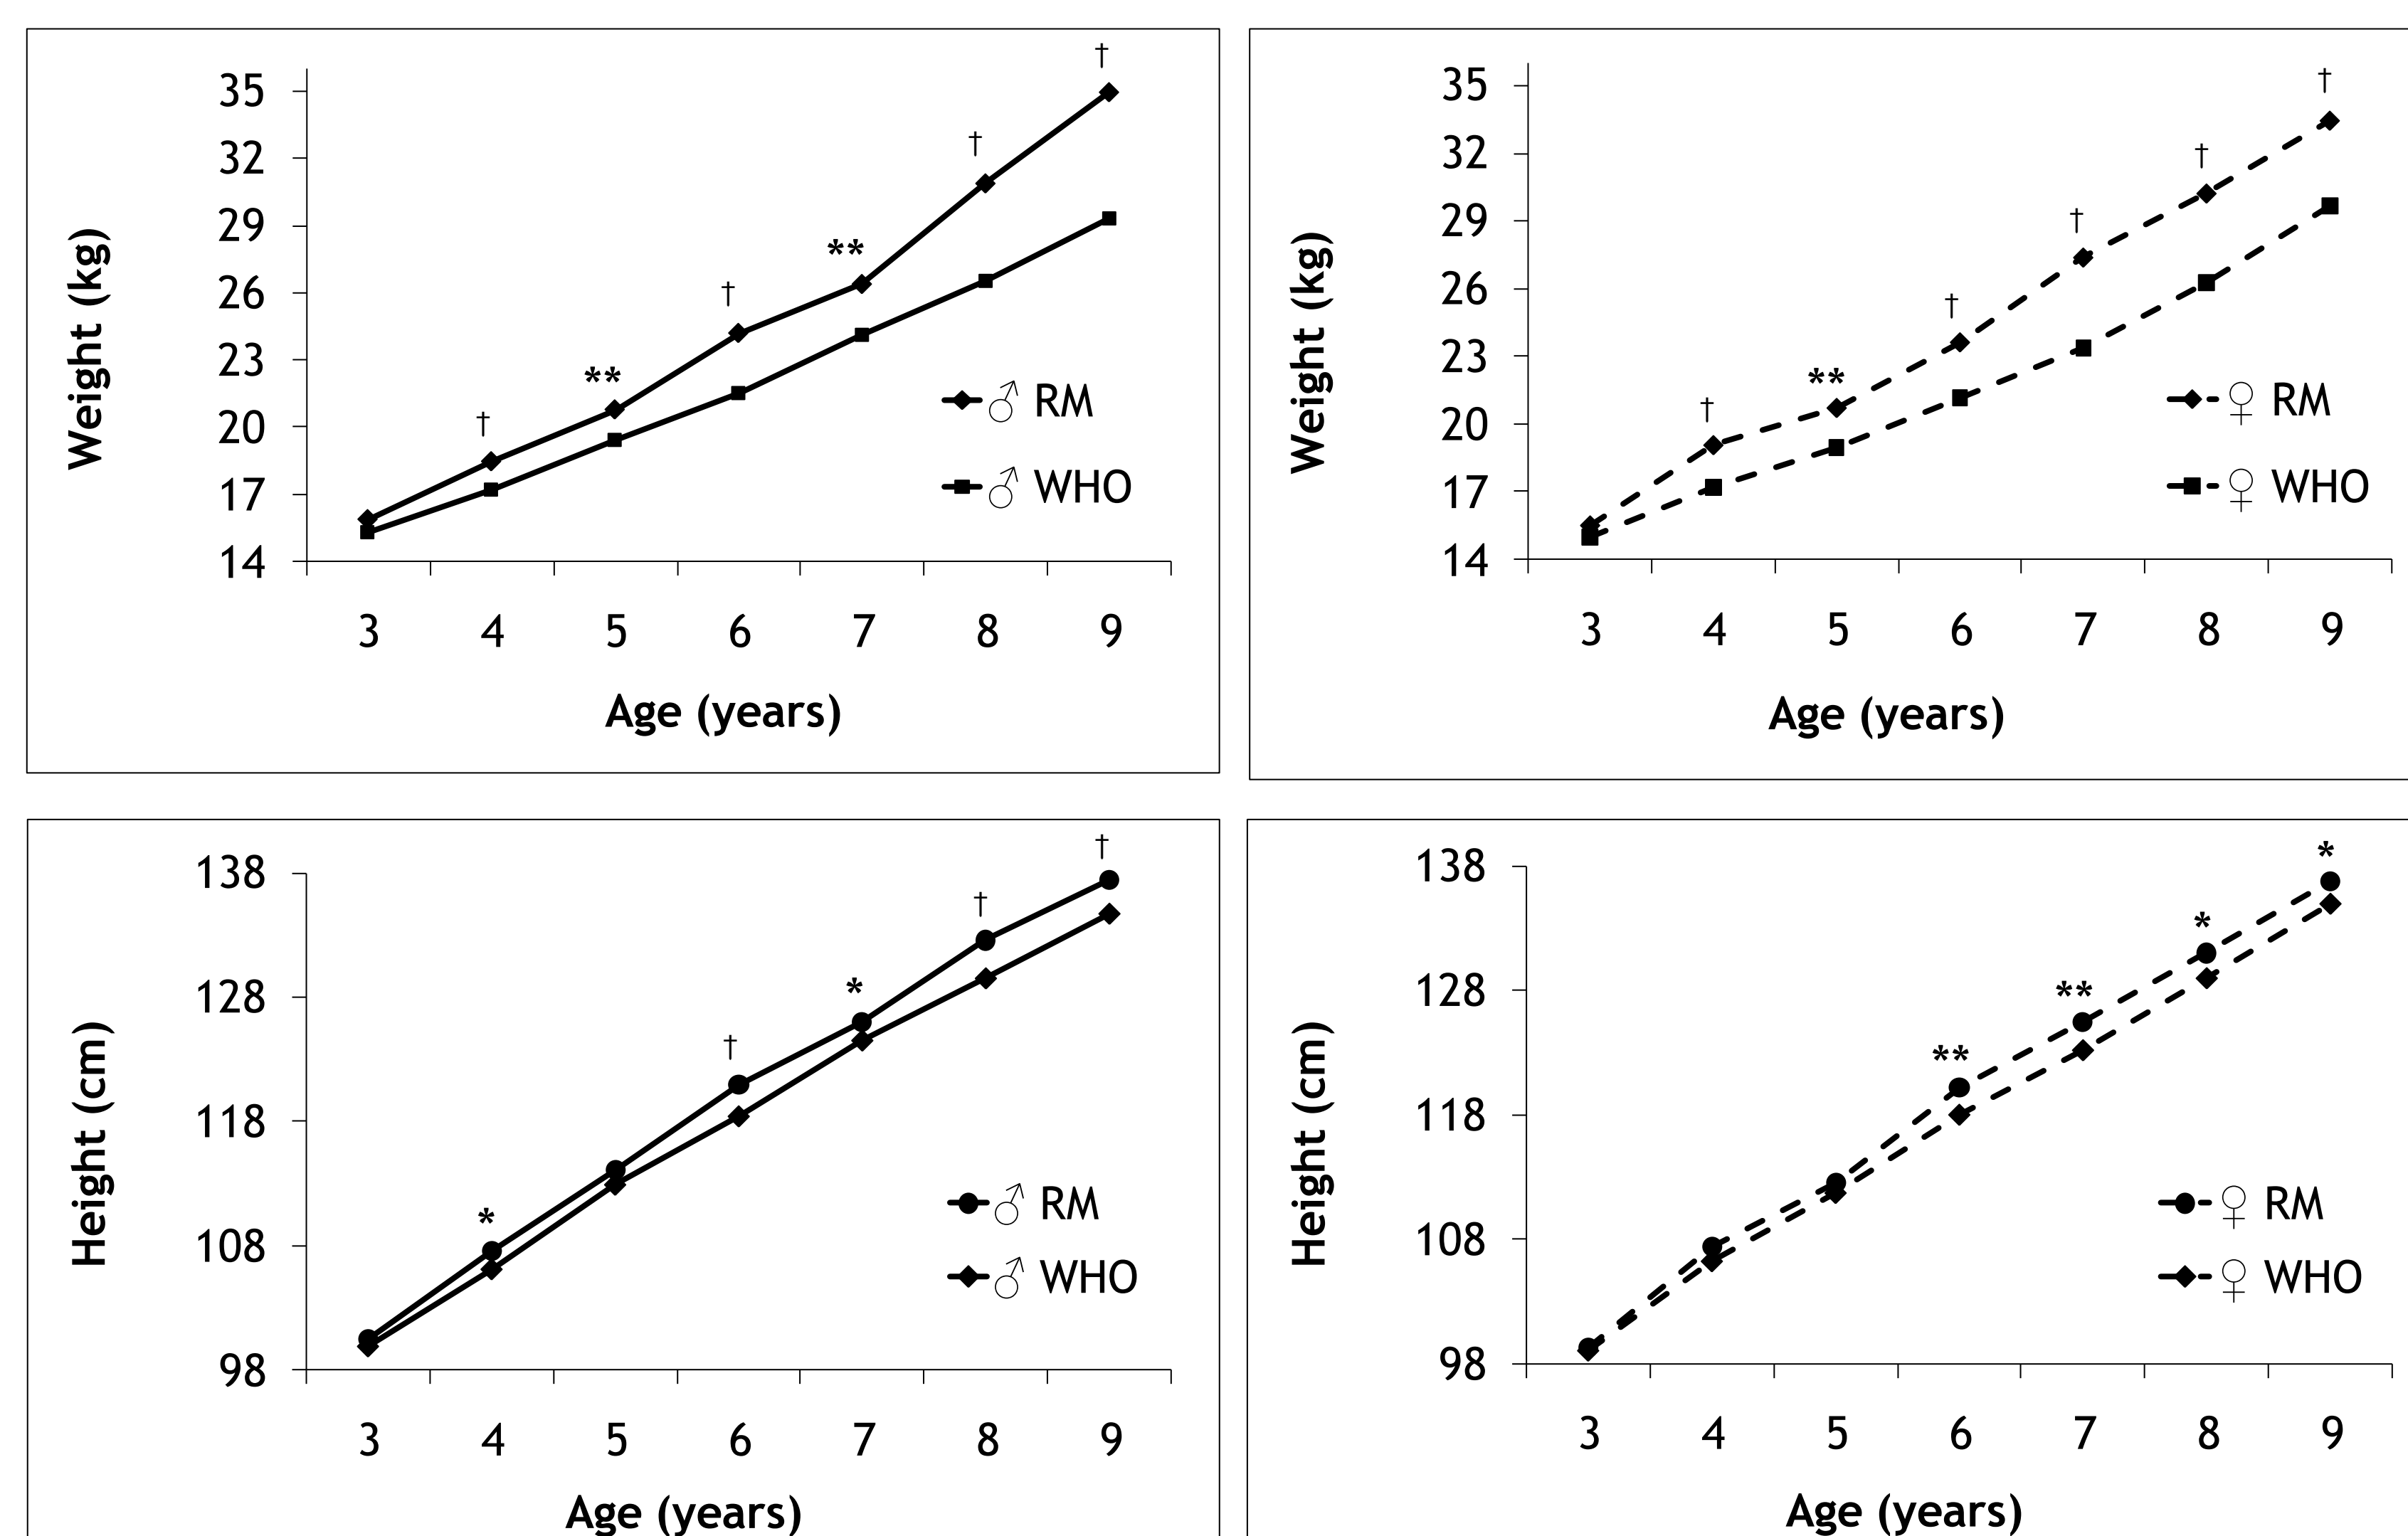 †
35
32
†
29
Weight (kg)
**
26
†
23
**
♂ RM
20
†
17
♂ WHO
14
3 4 5 6 7 8 9
Age (years)
†
35
32
†
29
†
Weight (kg)
26
†
23
**
♀ RM
20
†
17
♀ WHO
14
3 4 5 6 7 8 9
Age (years)
†
138
†
128
*
Height (cm)
†
118
♂ RM
*
108
♂ WHO
98
3 4 5 6 7 8 9
Age (years)
*
138
*
128
**
Height (cm)
**
118
♀ RM
108
♀ WHO
98
3 4 5 6 7 8 9
Age (years)